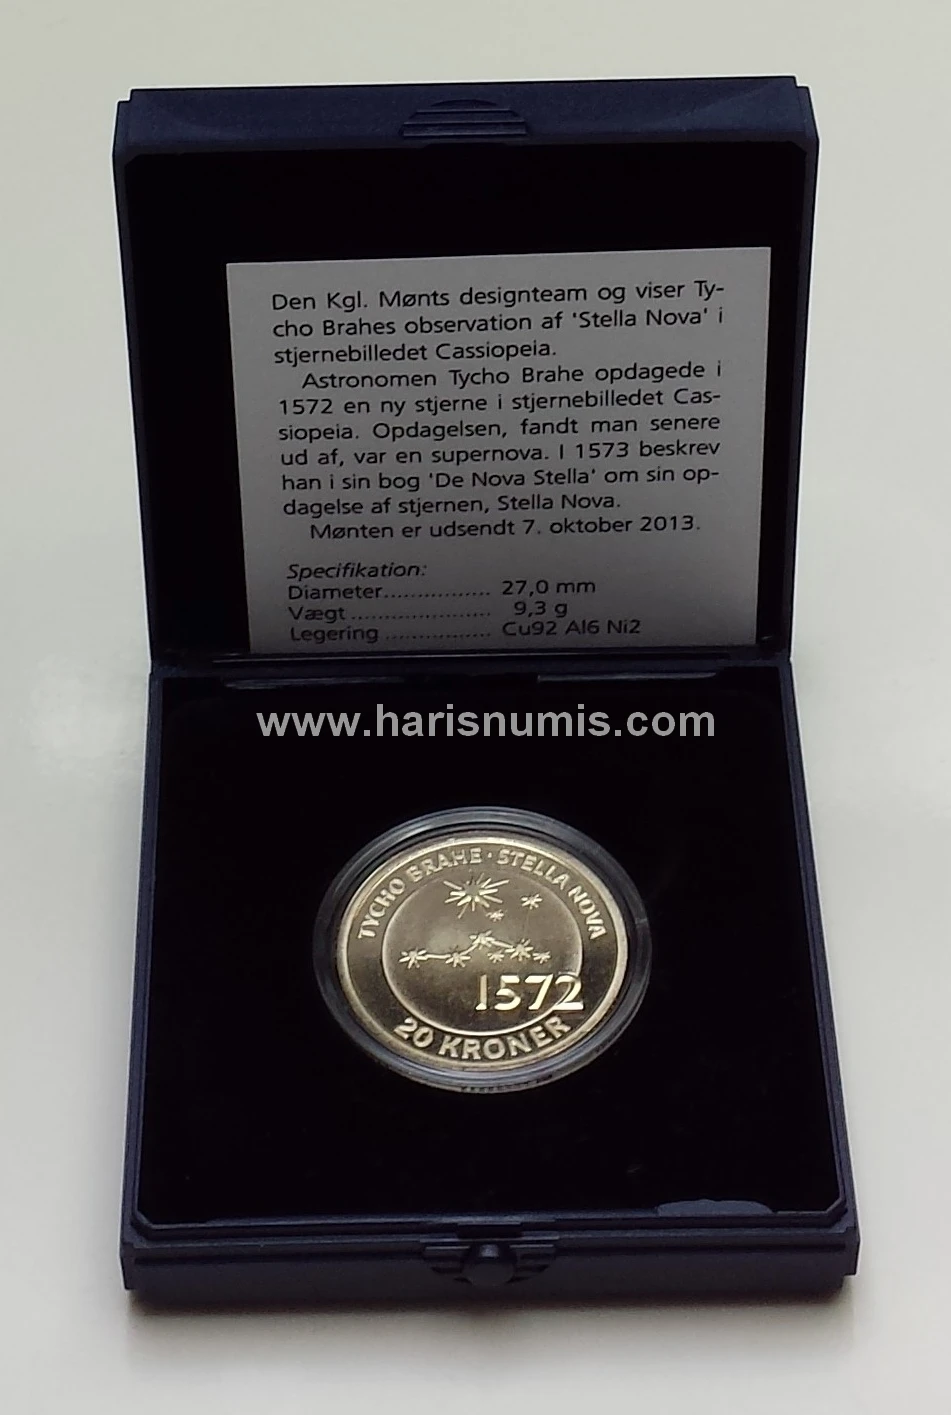 Den Kgl. Mønts designteam og viser Ty-
cho Brahes observation af 'Stella Nova' i
stjernebilledet Cassiopeia.
Astronomen Tycho Brahe opdagede i
1572 en ny stjerne i stjernebilledet Cas-
siopeia. Opdagelsen, fandt man senere
ud af, var en supernova. I 1573 beskrev
han i sin bog 'De Nova Stella' om sin op-
dagelse af stjernen, Stella Nova.
Mønten er udsendt 7. oktober 2013.
Specifikation:
Diameter................ 27,0 mm
Vægt ..................... 9,3 g
Legering ................ Cu92 Al6 Ni2
www.harisnumis.com
TYCHO BRAHE · STELLA NOVA
1572
20 KRONER